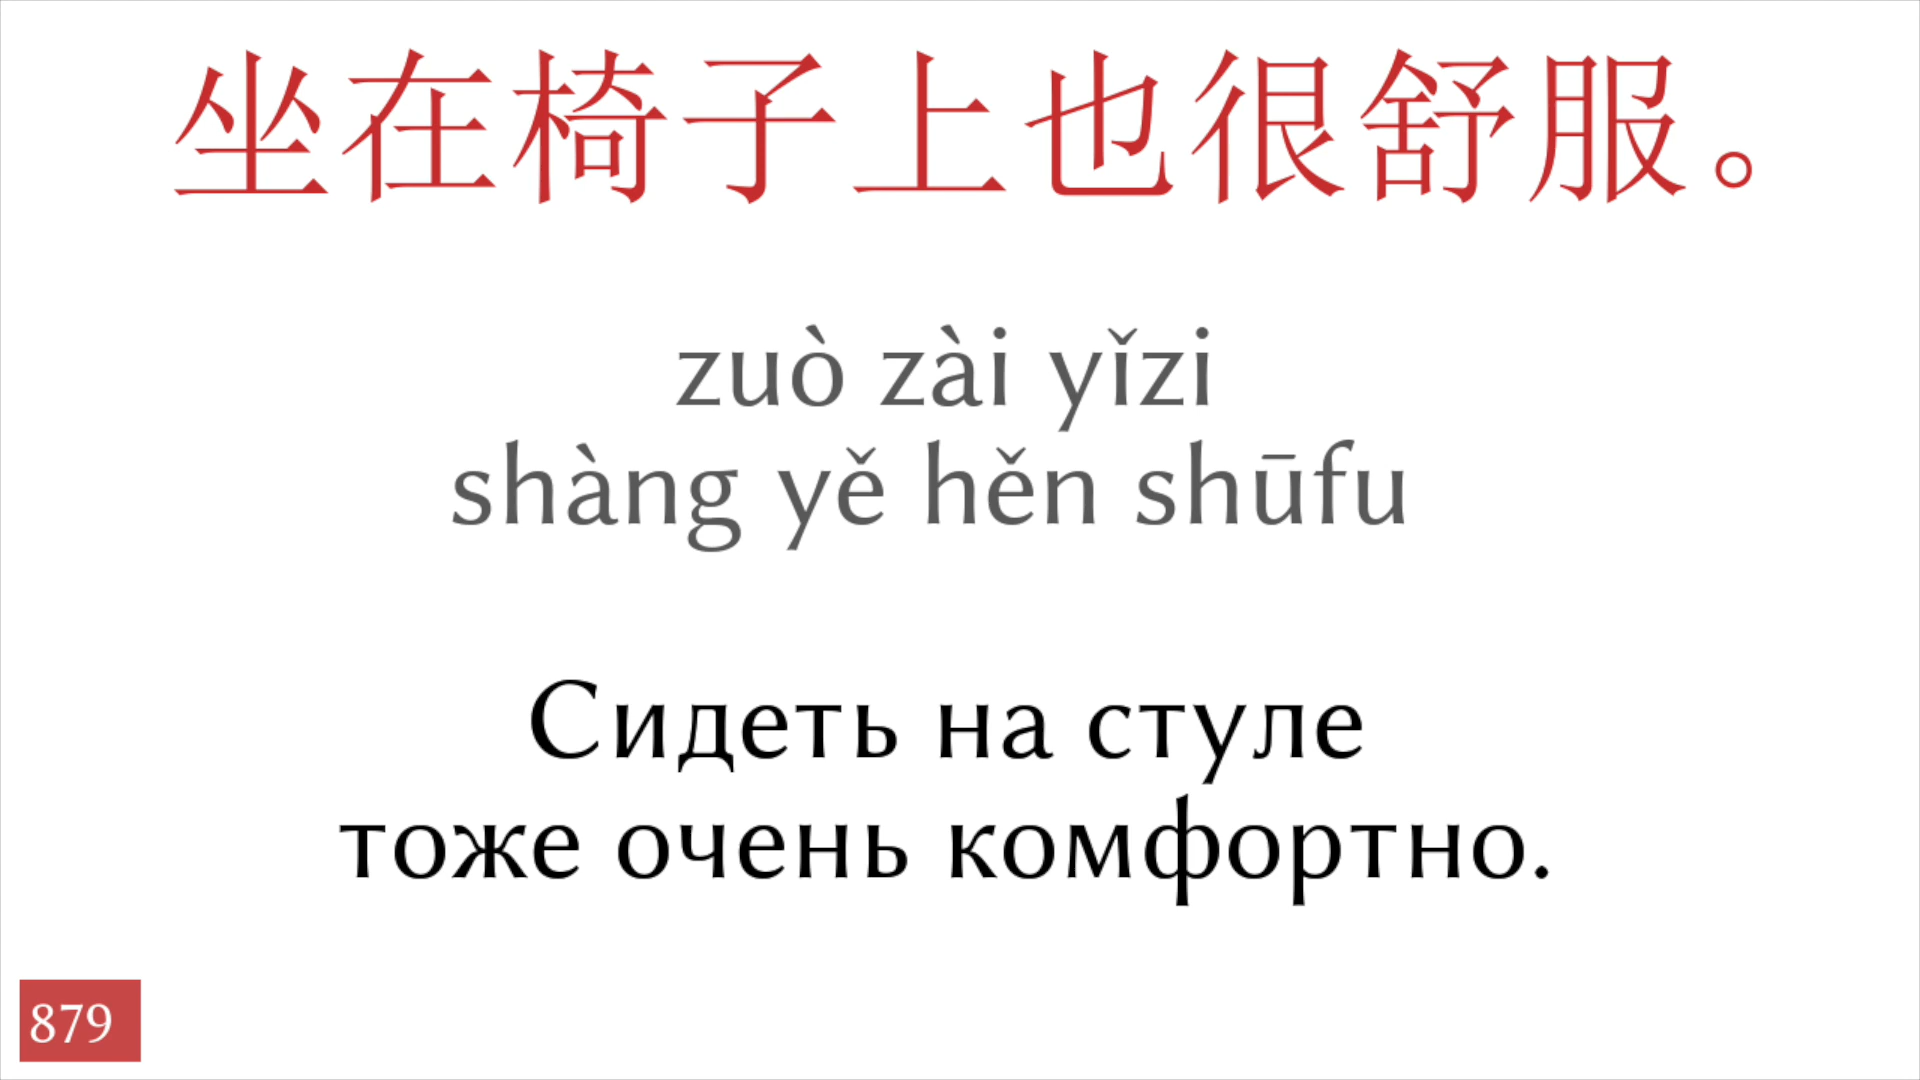 坐在椅子上也很舒服。
zuò zài yǐzi
shàng yě hěn shūfu
Сидеть на стуле
тоже очень комфортно.
879